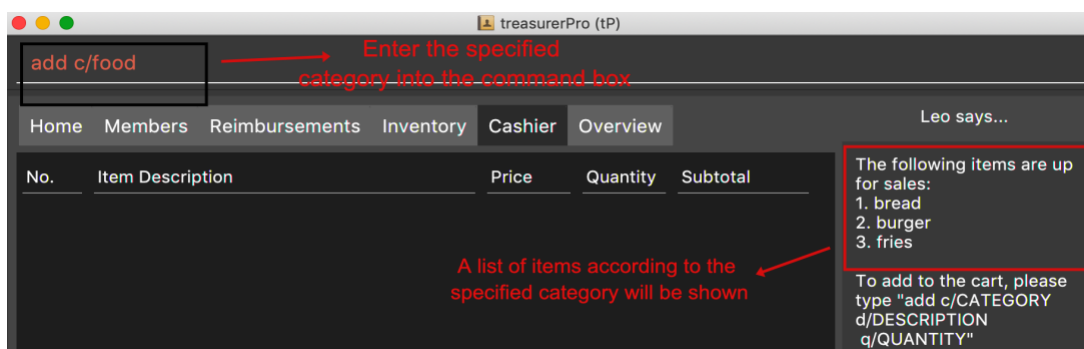 treasurerPro (tP)
add c/food
Enter the specified
category into the command box
Home Members Reimbursements Inventory Cashier Overview
Leo says...
No. Item Description Price Quantity Subtotal
The following items are up
for sales:
1. bread
2. burger
3. fries
A list of items according to the
specified category will be shown
To add to the cart, please
type "add c/CATEGORY
d/DESCRIPTION
q/QUANTITY"